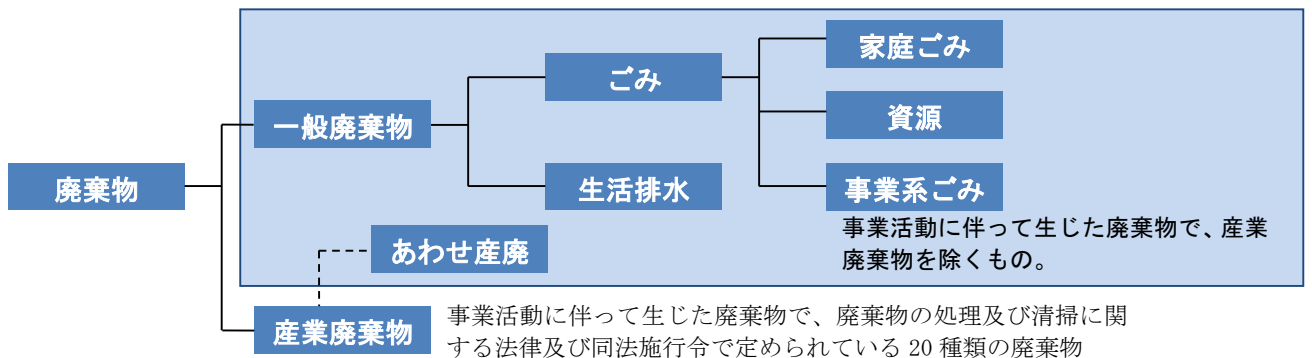 家庭ごみ
ごみ
資源
一般廃棄物
廃棄物
生活排水
事業系ごみ
事業活動に伴って生じた廃棄物で、産業
廃棄物を除くもの。
あわせ産廃
産業廃棄物
事業活動に伴って生じた廃棄物で、廃棄物の処理及び清掃に関
する法律及び同法施行令で定められている 20 種類の廃棄物